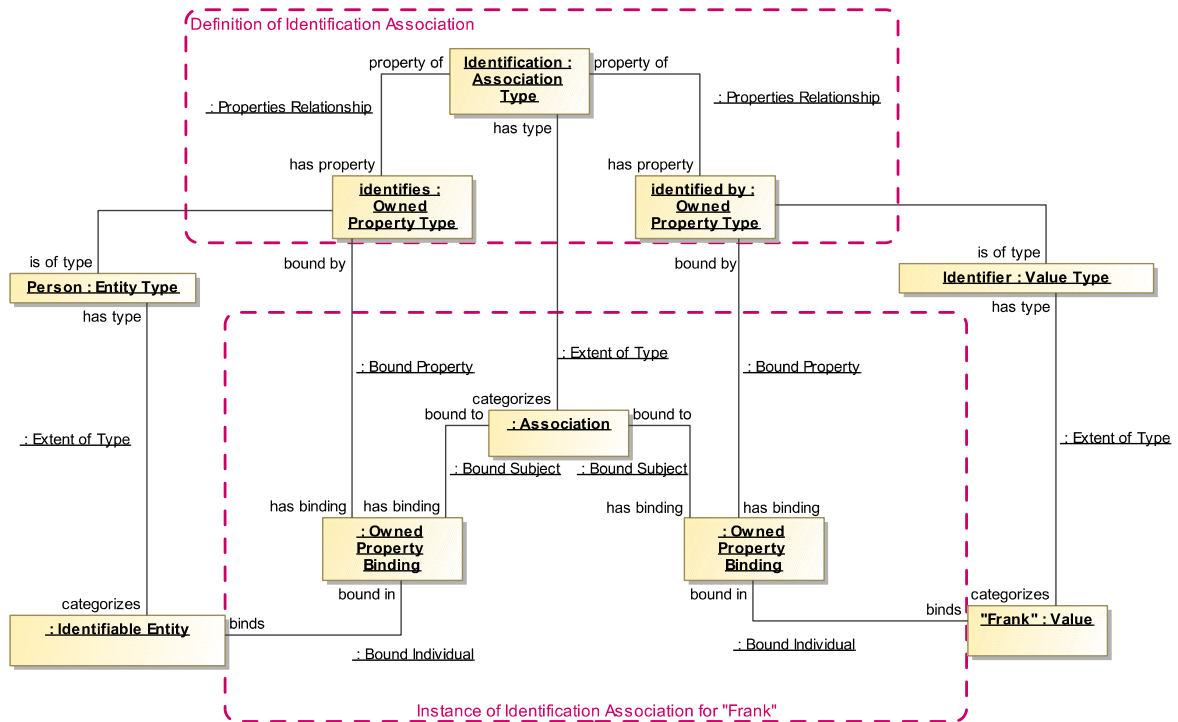 Definition of Identification Association
property of
Identification :
Association
Type
property of
: Properties Relationship
: Properties Relationship
has type
has property
has property
identifies :
Owned
Property Type
identified by :
Owned
Property Type
is of type
bound by
bound by
is of type
Person : Entity Type
Identifier : Value Type
has type
has type
: Extent of Type
: Bound Property
: Bound Property
categorizes
bound to
bound to
: Association
: Extent of Type
: Extent of Type
: Bound Subject
: Bound Subject
has binding
has binding
has binding
has binding
: Owned
Property
Binding
: Owned
Property
Binding
bound in
bound in
categorizes
categorizes
: Identifiable Entity
binds
binds
"Frank" : Value
: Bound Individual
: Bound Individual
Instance of Identification Association for "Frank"